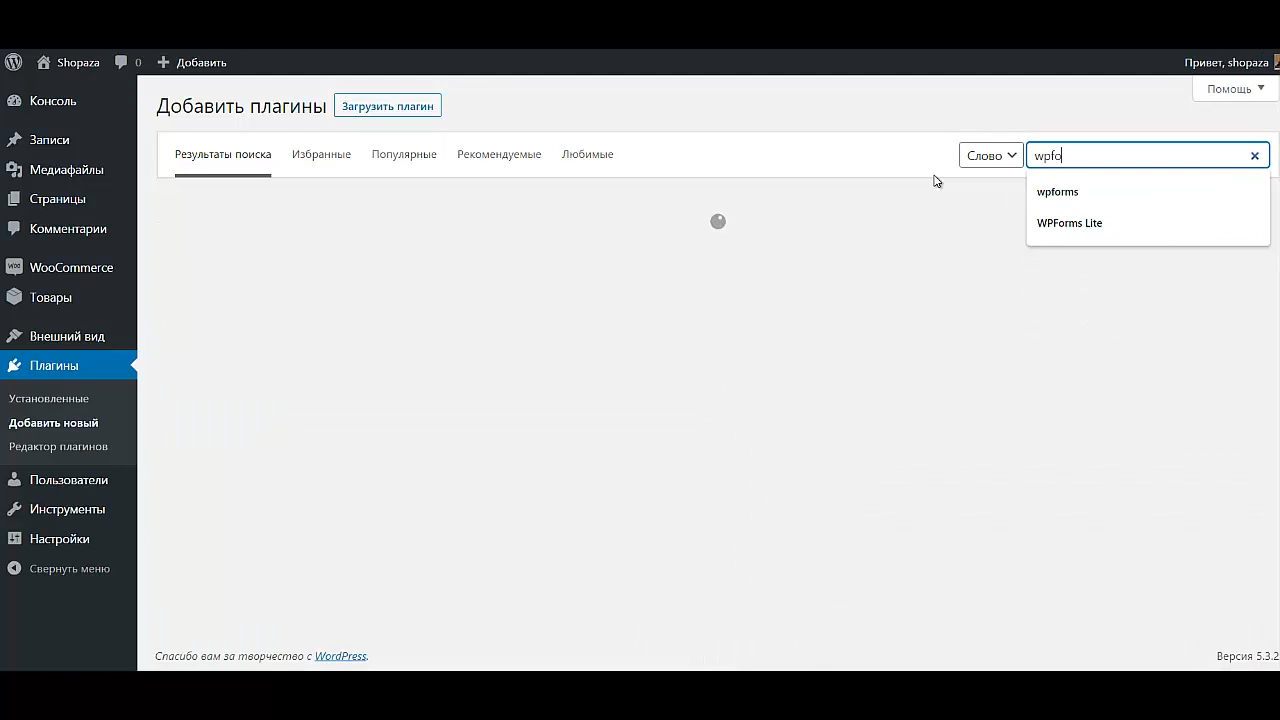 Shopaza 0 Добавить Привет, shopaza
Помощь
Консоль
Записи
Медиафайлы
Страницы
Комментарии
WooCommerce
Товары
Внешний вид
Плагины
Установленные
Добавить новый
Редактор плагинов
Пользователи
Инструменты
Настройки
Свернуть меню
Добавить плагины Загрузить плагин
Результаты поиска Избранные Популярные Рекомендуемые Любимые Слово wpfo
wpforms
WPForms Lite
Спасибо вам за творчество с WordPress. Версия 5.3.2